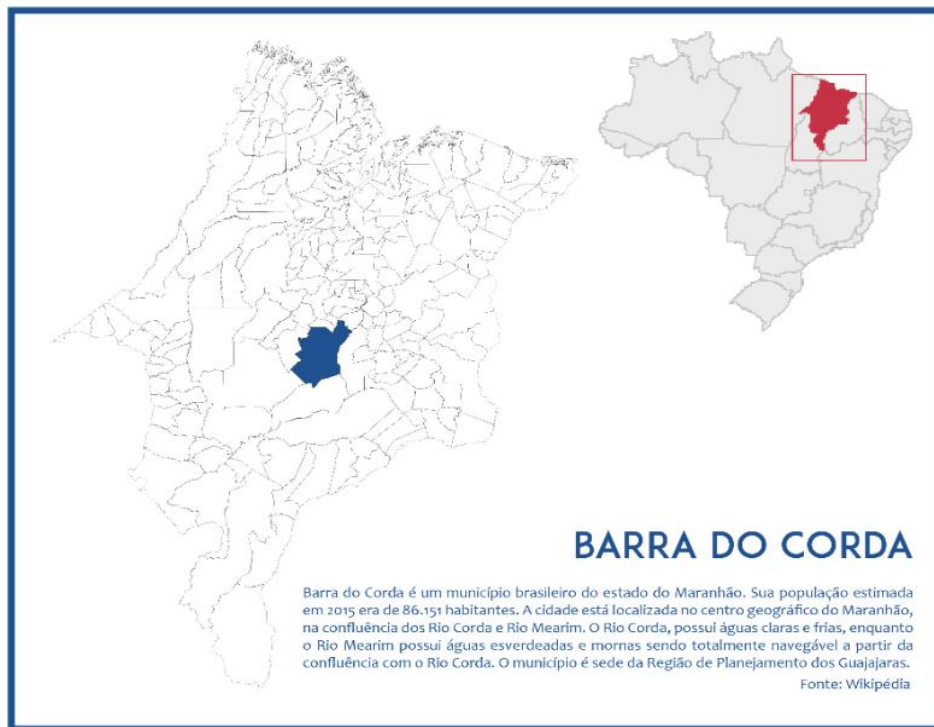 BARRA DO CORDA
Barra do Corda é um município brasileiro do estado do Maranhão. Sua população estimada
em 2015 era de 86.151 habitantes. A cidade está localizada no centro geográfico do Maranhão,
na confluência dos Rio Corda e Rio Mearim. O Rio Corda, possui águas claras e frias, enquanto
o Rio Mearim possui águas esverdeadas e mornas sendo totalmente navegável a partir da
confluência com o Rio Corda. O município é sede da Região de Planejamento dos Guajajaras.
Fonte: Wikipédia